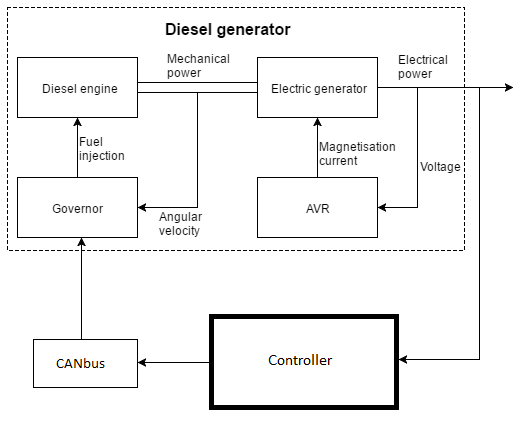 Diesel generator
Mechanical
power
Electrical
power
Diesel engine
Electric generator
Fuel
injection
Magnetisation
current
Voltage
Governor
Angular
velocity
AVR
CANbus
Controller